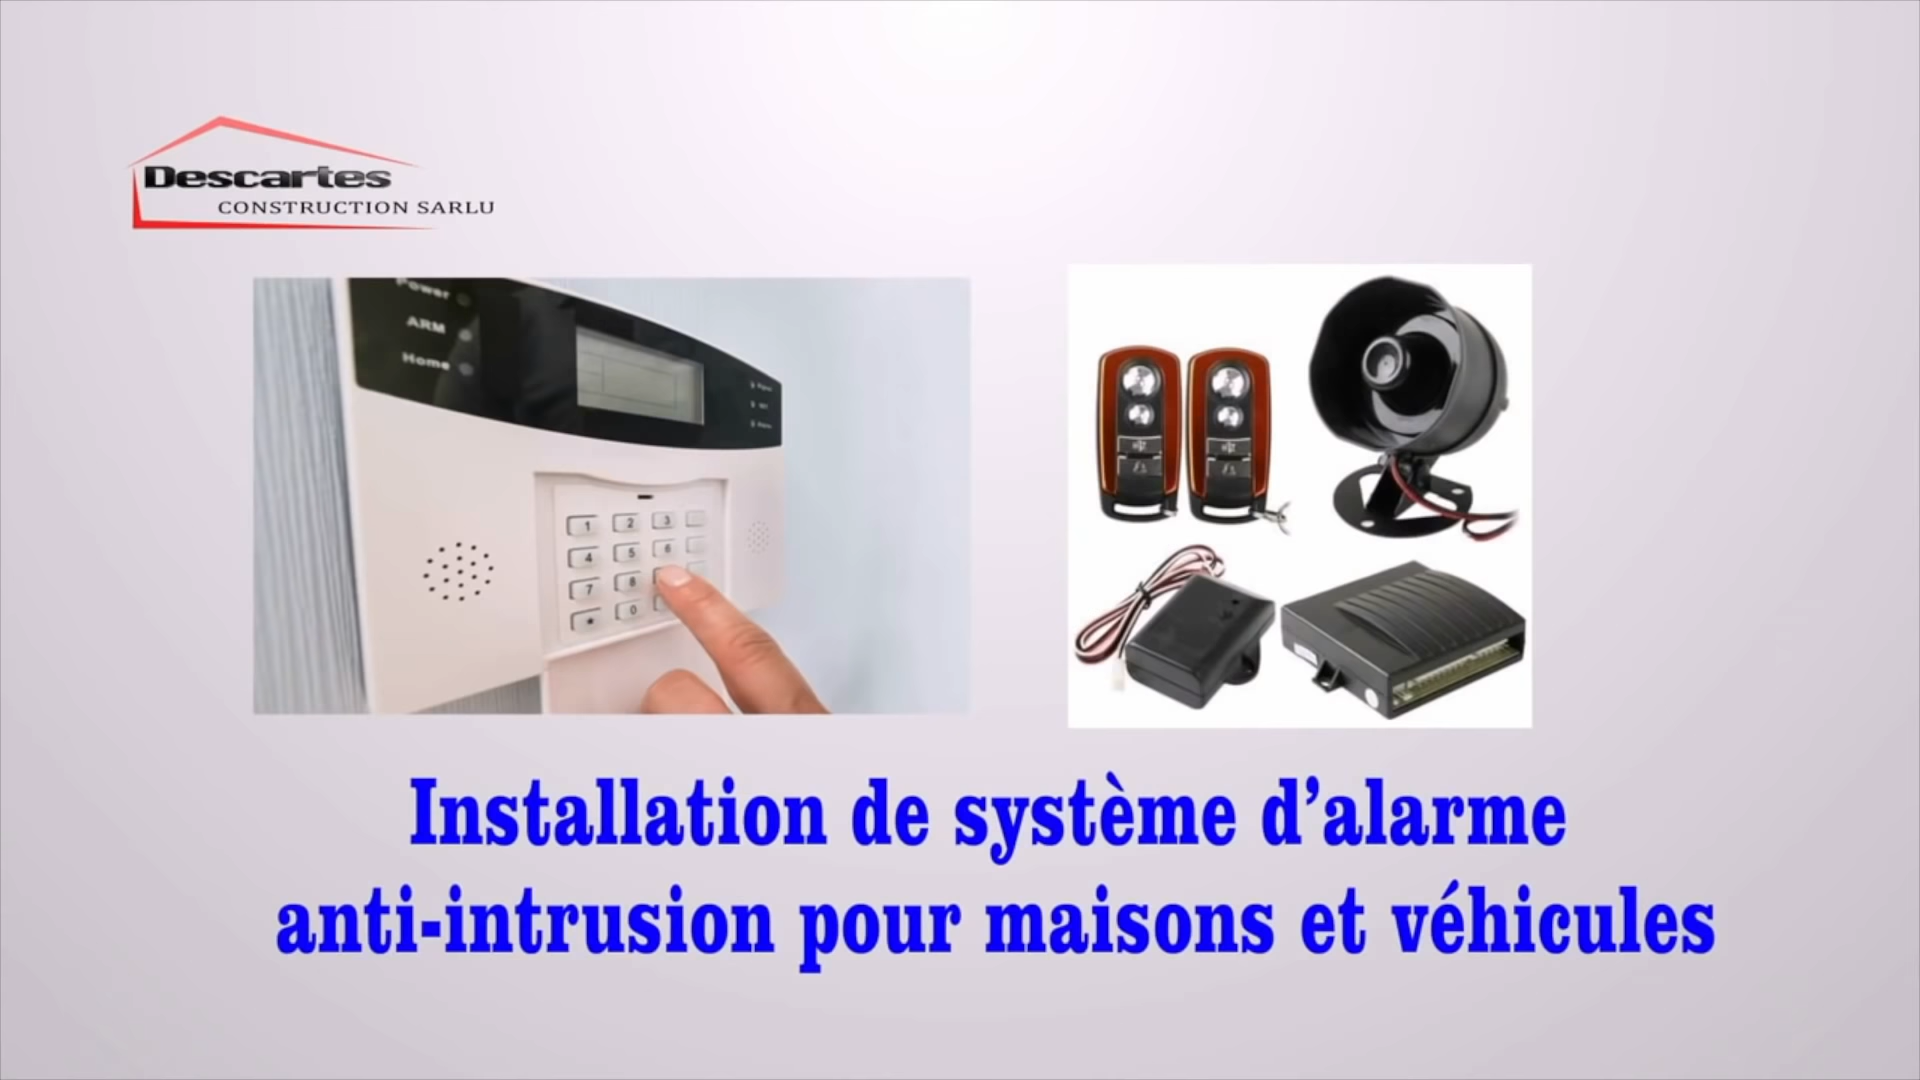 Descartes
CONSTRUCTION SARLU
Power
ARM
Home
1 2 3
4 5 6
7 8
* 0
Installation de système d’alarme
anti-intrusion pour maisons et véhicules